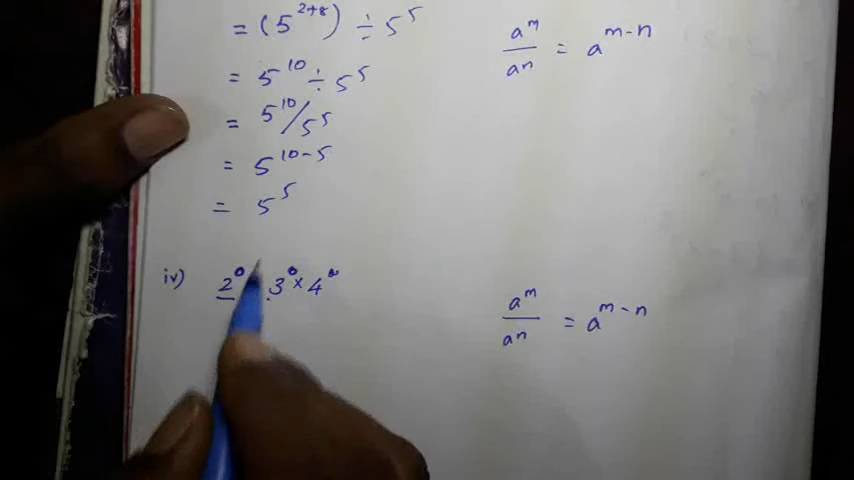 = (5^{2+8}) ÷ 5^5
= 5^{10} ÷ 5^5
= 5^{10}/5^5
= 5^{10-5}
= 5^5
iv) 2^0 3^0 × 4^0
a^m/a^n = a^{m-n}
a^m/a^n = a^{m-n}